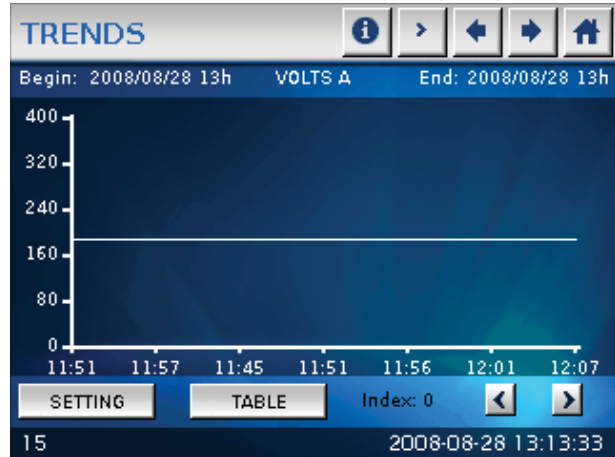 TRENDS
Begin: 2008/08/28 13h VOLTS A End: 2008/08/28 13h
400
320
240
160
80
0
11:51 11:57 11:45 11:51 11:56 12:01 12:07
SETTING TABLE Index: 0
15 2008-08-28 13:13:33